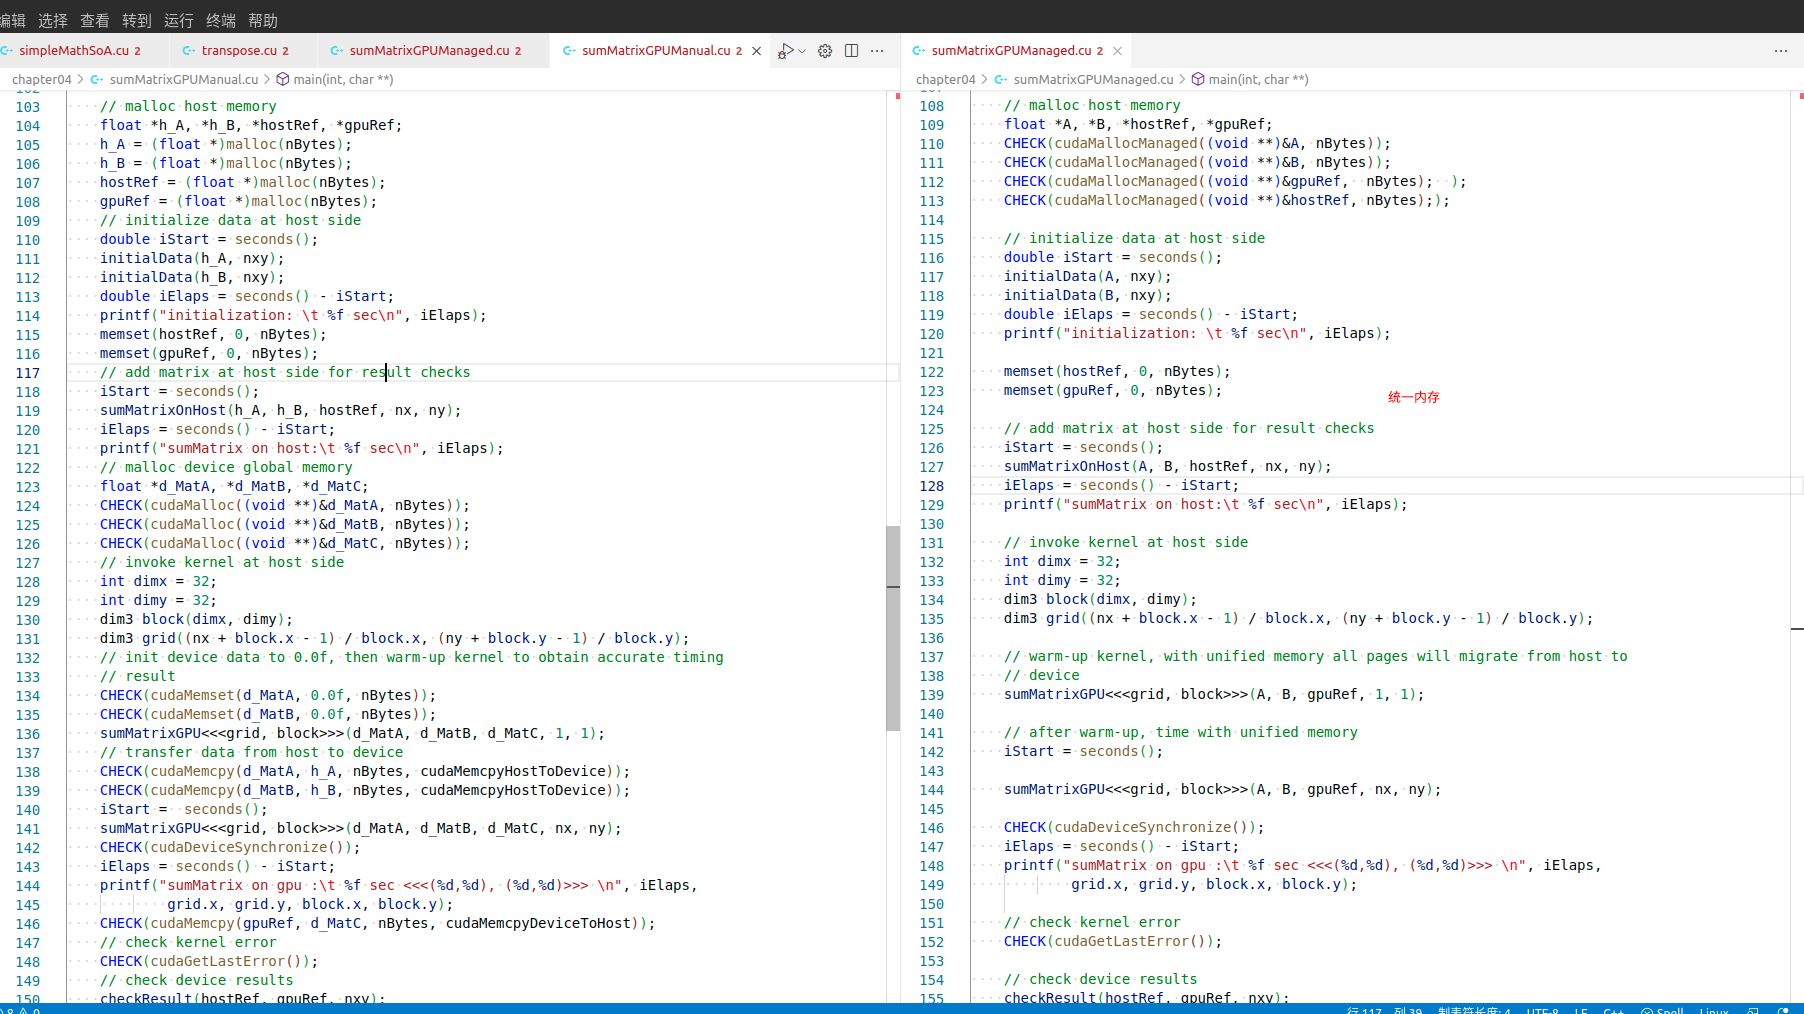 编辑 选择 查看 转到 运行 终端 帮助
simpleMathSoA.cu 2 transpose.cu 2 sumMatrixGPUManaged.cu 2 sumMatrixGPUManual.cu 2
chapter04 > sumMatrixGPUManual.cu > main(int, char **)
103 // malloc host memory
104 float *h_A, *h_B, *hostRef, *gpuRef;
105 h_A = (float *)malloc(nBytes);
106 h_B = (float *)malloc(nBytes);
107 hostRef = (float *)malloc(nBytes);
108 gpuRef = (float *)malloc(nBytes);
109 // initialize data at host side
110 double iStart = seconds();
111 initialData(h_A, nxy);
112 initialData(h_B, nxy);
113 double iElaps = seconds() - iStart;
114 printf("initialization: \t %f sec\n", iElaps);
115 memset(hostRef, 0, nBytes);
116 memset(gpuRef, 0, nBytes);
117 // add matrix at host side for result checks
118 iStart = seconds();
119 sumMatrixOnHost(h_A, h_B, hostRef, nx, ny);
120 iElaps = seconds() - iStart;
121 printf("sumMatrix on host:\t %f sec\n", iElaps);
122 // malloc device global memory
123 float *d_MatA, *d_MatB, *d_MatC;
124 CHECK(cudaMalloc((void **)&d_MatA, nBytes));
125 CHECK(cudaMalloc((void **)&d_MatB, nBytes));
126 CHECK(cudaMalloc((void **)&d_MatC, nBytes));
127 // invoke kernel at host side
128 int dimx = 32;
129 int dimy = 32;
130 dim3 block(dimx, dimy);
131 dim3 grid((nx + block.x - 1) / block.x, (ny + block.y - 1) / block.y);
132 // init device data to 0.0f, then warm-up kernel to obtain accurate timing
133 // result
134 CHECK(cudaMemset(d_MatA, 0.0f, nBytes));
135 CHECK(cudaMemset(d_MatB, 0.0f, nBytes));
136 sumMatrixGPU<<<grid, block>>>(d_MatA, d_MatB, d_MatC, 1, 1);
137 // transfer data from host to device
138 CHECK(cudaMemcpy(d_MatA, h_A, nBytes, cudaMemcpyHostToDevice));
139 CHECK(cudaMemcpy(d_MatB, h_B, nBytes, cudaMemcpyHostToDevice));
140 iStart =  seconds();
141 sumMatrixGPU<<<grid, block>>>(d_MatA, d_MatB, d_MatC, nx, ny);
142 CHECK(cudaDeviceSynchronize());
143 iElaps = seconds() - iStart;
144 printf("sumMatrix on gpu :\t %f sec <<<(%d,%d), (%d,%d)>>> \n", iElaps,
145 grid.x, grid.y, block.x, block.y);
146 CHECK(cudaMemcpy(gpuRef, d_MatC, nBytes, cudaMemcpyDeviceToHost));
147 // check kernel error
148 CHECK(cudaGetLastError());
149 // check device results
150 checkResult(hostRef, gpuRef, nxy);
sumMatrixGPUManaged.cu 2
chapter04 > sumMatrixGPUManaged.cu > main(int, char **)
108 // malloc host memory
109 float *A, *B, *hostRef, *gpuRef;
110 CHECK(cudaMallocManaged((void **)&A, nBytes));
111 CHECK(cudaMallocManaged((void **)&B, nBytes));
112 CHECK(cudaMallocManaged((void **)&gpuRef,  nBytes);  );
113 CHECK(cudaMallocManaged((void **)&hostRef, nBytes););
114
115 // initialize data at host side
116 double iStart = seconds();
117 initialData(A, nxy);
118 initialData(B, nxy);
119 double iElaps = seconds() - iStart;
120 printf("initialization: \t %f sec\n", iElaps);
121
122 memset(hostRef, 0, nBytes);
123 memset(gpuRef, 0, nBytes);
统一内存
124
125 // add matrix at host side for result checks
126 iStart = seconds();
127 sumMatrixOnHost(A, B, hostRef, nx, ny);
128 iElaps = seconds() - iStart;
129 printf("sumMatrix on host:\t %f sec\n", iElaps);
130
131 // invoke kernel at host side
132 int dimx = 32;
133 int dimy = 32;
134 dim3 block(dimx, dimy);
135 dim3 grid((nx + block.x - 1) / block.x, (ny + block.y - 1) / block.y);
136
137 // warm-up kernel, with unified memory all pages will migrate from host to
138 // device
139 sumMatrixGPU<<<grid, block>>>(A, B, gpuRef, 1, 1);
140
141 // after warm-up, time with unified memory
142 iStart = seconds();
143
144 sumMatrixGPU<<<grid, block>>>(A, B, gpuRef, nx, ny);
145
146 CHECK(cudaDeviceSynchronize());
147 iElaps = seconds() - iStart;
148 printf("sumMatrix on gpu :\t %f sec <<<(%d,%d), (%d,%d)>>> \n", iElaps,
149 grid.x, grid.y, block.x, block.y);
150
151 // check kernel error
152 CHECK(cudaGetLastError());
153
154 // check device results
155 checkResult(hostRef, gpuRef, nxy);
行 117, 列 39 制表符长度: 4 UTF-8 LF C++ Spell Linux